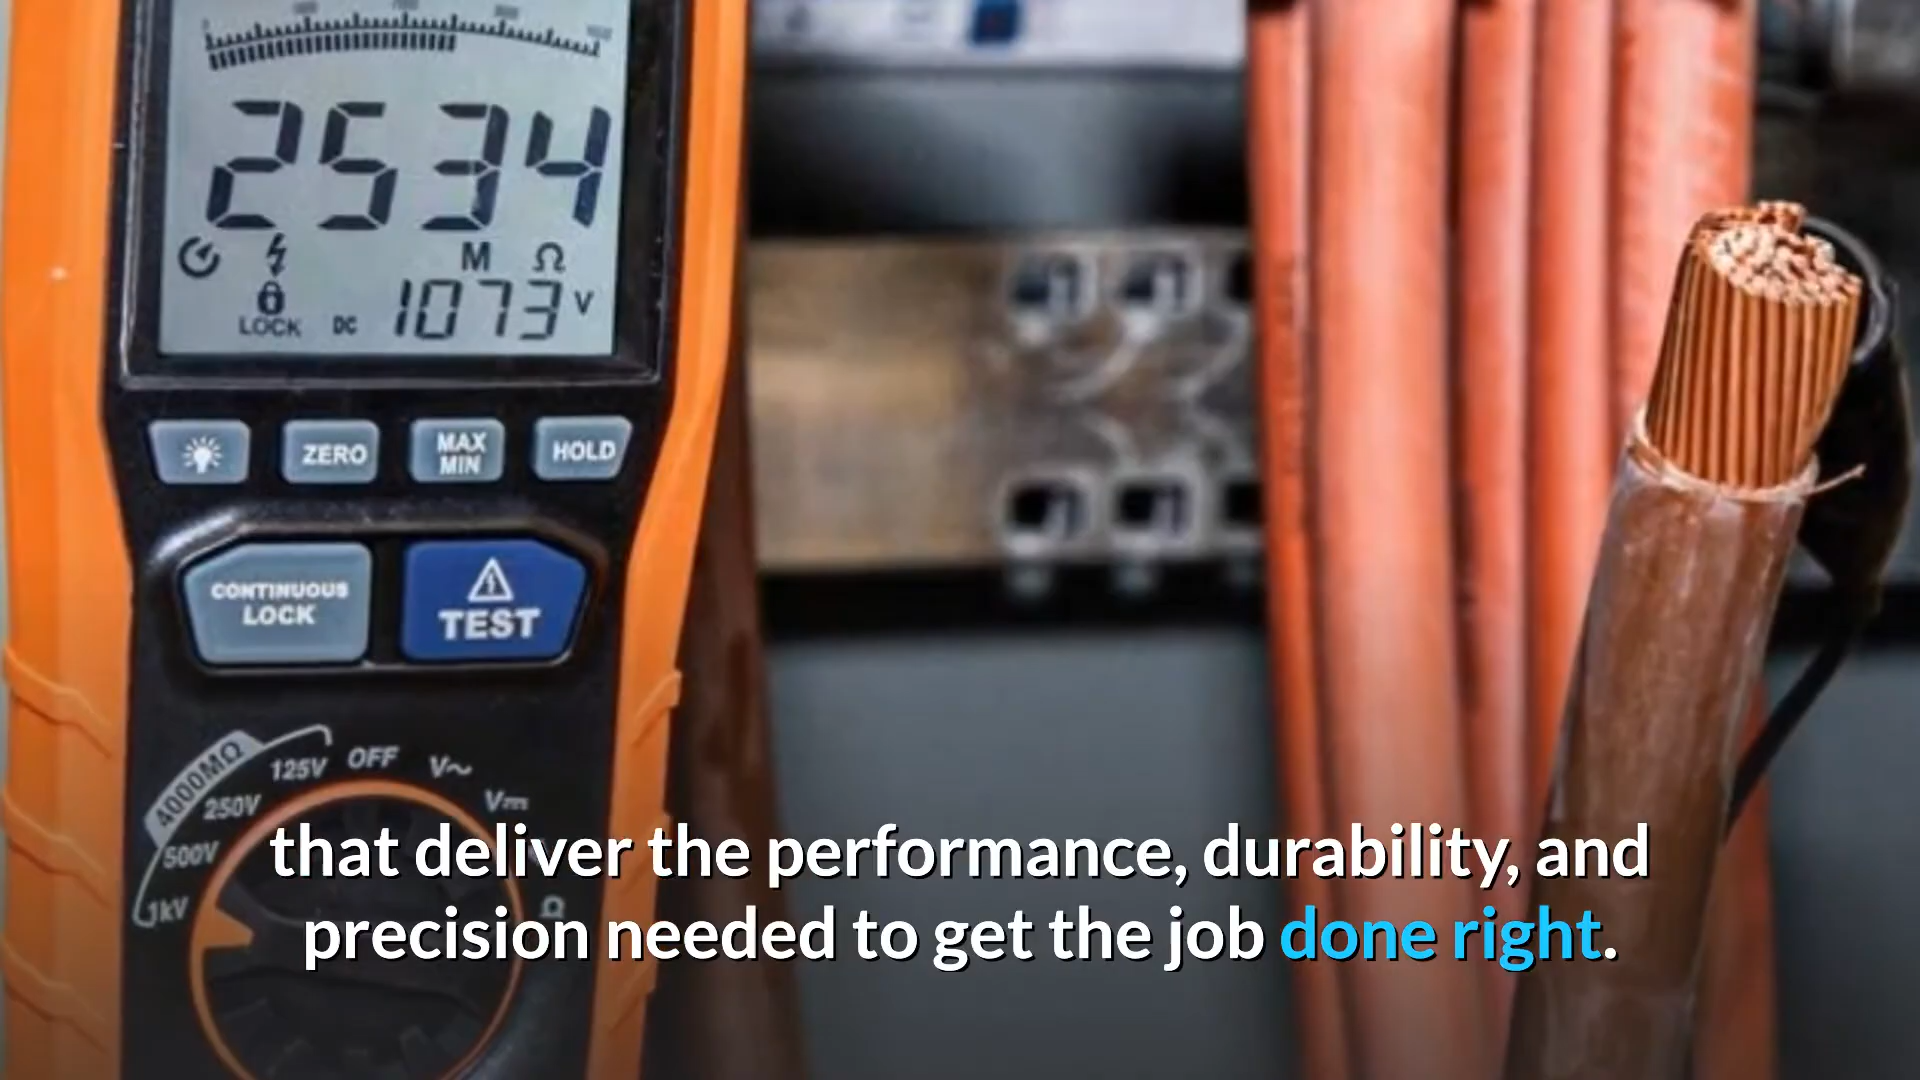 2534
M Ω
LOCK DC 1073 V
ZERO
MAX
MIN
HOLD
CONTINUOUS
LOCK
TEST
4000MΩ
125V
OFF
V~
250V
V⎓
500V
1kV
Ω
that deliver the performance, durability, and
precision needed to get the job done right.